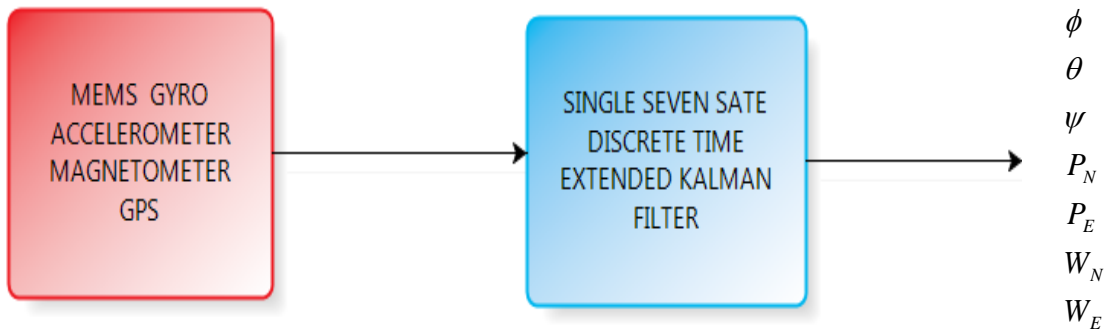 MEMS GYRO
ACCELEROMETER
MAGNETOMETER
GPS
SINGLE SEVEN SATE
DISCRETE TIME
EXTENDED KALMAN
FILTER
ϕ
θ
ψ
P_N
P_E
W_N
W_E